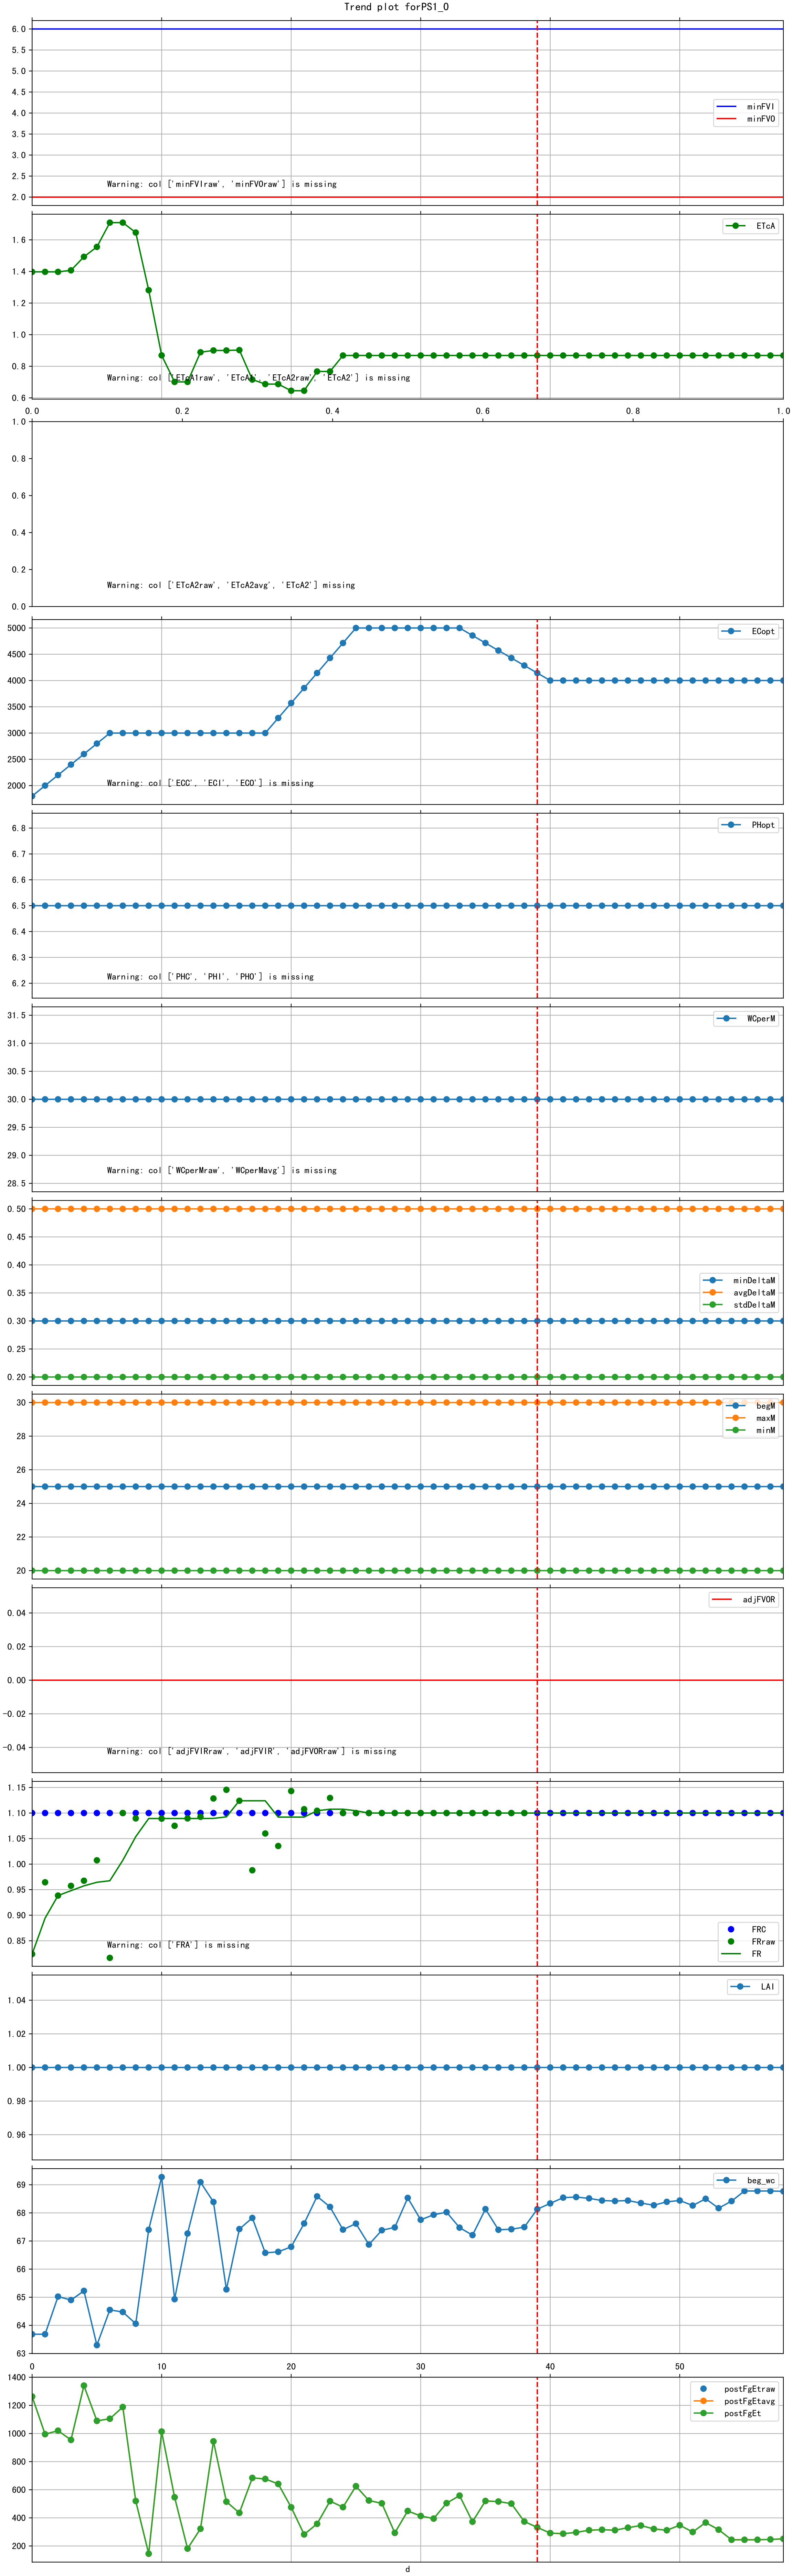 Trend plot forPS1_0
6.0
5.5
5.0
4.5
4.0
3.5
3.0
2.5
2.0
minFVI
minFVO
Warning: col ['minFVIraw', 'minFVOraw'] is missing
1.6
1.4
1.2
1.0
0.8
0.6
ETcA
Warning: col ['ETcA1raw', 'ETcA1', 'ETcA2raw', 'ETcA2'] is missing
0.0 0.2 0.4 0.6 0.8 1.0
1.0
0.8
0.6
0.4
0.2
0.0
Warning: col ['ETcA2raw', 'ETcA2avg', 'ETcA2'] missing
5000
4500
4000
3500
3000
2500
2000
ECopt
Warning: col ['ECC', 'ECI', 'ECO'] is missing
6.8
6.7
6.6
6.5
6.4
6.3
6.2
PHopt
Warning: col ['PHC', 'PHI', 'PHO'] is missing
31.5
31.0
30.5
30.0
29.5
29.0
28.5
WCperM
Warning: col ['WCperMraw', 'WCperMavg'] is missing
0.50
0.45
0.40
0.35
0.30
0.25
0.20
minDeltaM
avgDeltaM
stdDeltaM
30
28
26
24
22
20
begM
maxM
minM
0.04
0.02
0.00
-0.02
-0.04
adjFVOR
Warning: col ['adjFVIRraw', 'adjFVIR', 'adjFVORraw'] is missing
1.15
1.10
1.05
1.00
0.95
0.90
0.85
FRC
FRraw
FR
Warning: col ['FRA'] is missing
1.04
1.02
1.00
0.98
0.96
LAI
69
68
67
66
65
64
63
beg_wc
0 10 20 30 40 50
1400
1200
1000
800
600
400
200
postFgEtraw
postFgEtavg
postFgEt
d